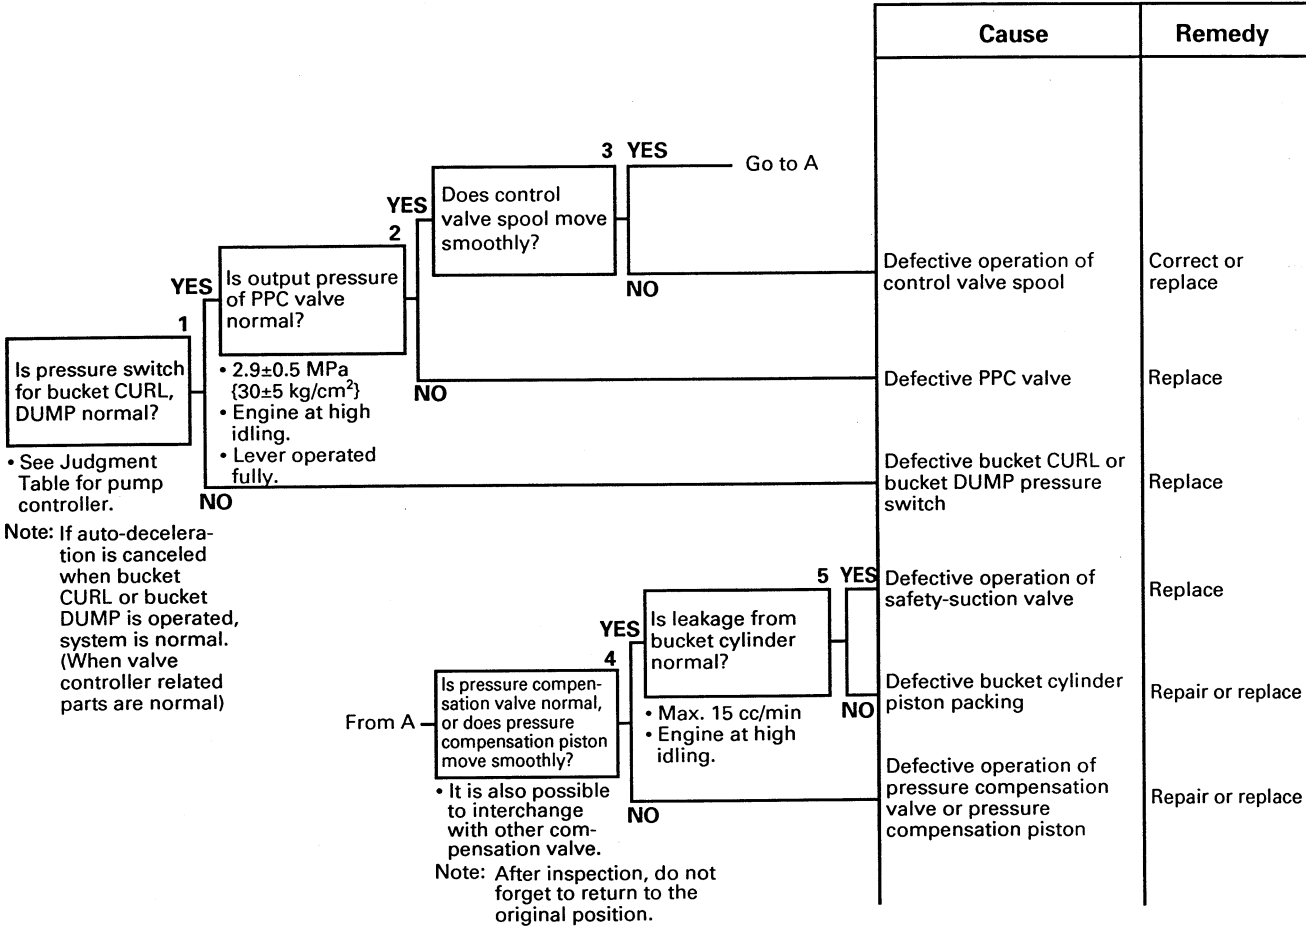 Cause
Remedy
3 YES
Go to A
Does control
valve spool move
smoothly?
YES
2
NO
Defective operation of
control valve spool
Correct or
replace
Is output pressure
of PPC valve
normal?
YES
1
• 2.9±0.5 MPa
{30±5 kg/cm²}
• Engine at high
idling.
• Lever operated
fully.
NO
Defective PPC valve
Replace
Is pressure switch
for bucket CURL,
DUMP normal?
• See Judgment
Table for pump
controller.
NO
Defective bucket CURL or
bucket DUMP pressure
switch
Replace
Note: If auto-decelera-
tion is canceled
when bucket
CURL or bucket
DUMP is operated,
system is normal.
(When valve
controller related
parts are normal)
5 YES
Defective operation of
safety-suction valve
Replace
Is leakage from
bucket cylinder
normal?
YES
4
• Max. 15 cc/min
• Engine at high
idling.
NO
Defective bucket cylinder
piston packing
Repair or replace
From A
Is pressure compen-
sation valve normal,
or does pressure
compensation piston
move smoothly?
• It is also possible
to interchange
with other com-
pensation valve.
Note: After inspection, do not
forget to return to the
original position.
NO
Defective operation of
pressure compensation
valve or pressure
compensation piston
Repair or replace